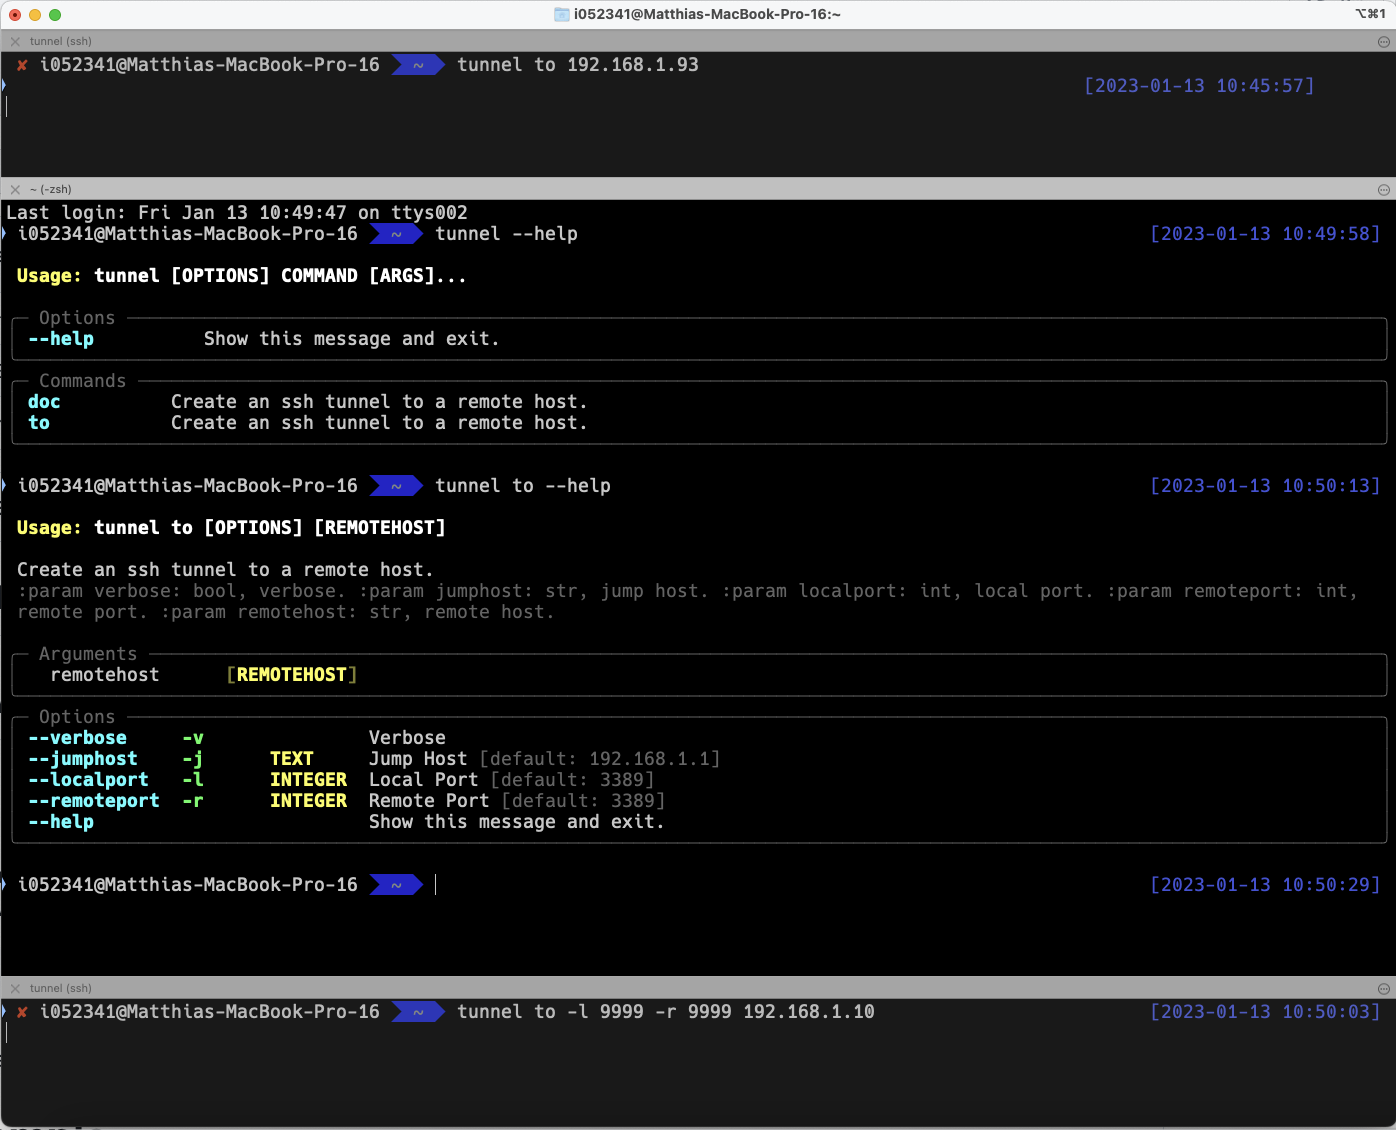 i052341@Matthias-MacBook-Pro-16:~ ⌥⌘1
tunnel (ssh)
✘ i052341@Matthias-MacBook-Pro-16 ~ tunnel to 192.168.1.93
[2023-01-13 10:45:57]
~ (-zsh)
Last login: Fri Jan 13 10:49:47 on ttys002
i052341@Matthias-MacBook-Pro-16 ~ tunnel --help [2023-01-13 10:49:58]
Usage: tunnel [OPTIONS] COMMAND [ARGS]...
Options
--help Show this message and exit.
Commands
doc Create an ssh tunnel to a remote host.
to Create an ssh tunnel to a remote host.
i052341@Matthias-MacBook-Pro-16 ~ tunnel to --help [2023-01-13 10:50:13]
Usage: tunnel to [OPTIONS] [REMOTEHOST]
Create an ssh tunnel to a remote host.
:param verbose: bool, verbose. :param jumphost: str, jump host. :param localport: int, local port. :param remoteport: int,
remote port. :param remotehost: str, remote host.
Arguments
remotehost [REMOTEHOST]
Options
--verbose -v Verbose
--jumphost -j TEXT Jump Host [default: 192.168.1.1]
--localport -l INTEGER Local Port [default: 3389]
--remoteport -r INTEGER Remote Port [default: 3389]
--help Show this message and exit.
i052341@Matthias-MacBook-Pro-16 ~ [2023-01-13 10:50:29]
tunnel (ssh)
✘ i052341@Matthias-MacBook-Pro-16 ~ tunnel to -l 9999 -r 9999 192.168.1.10 [2023-01-13 10:50:03]